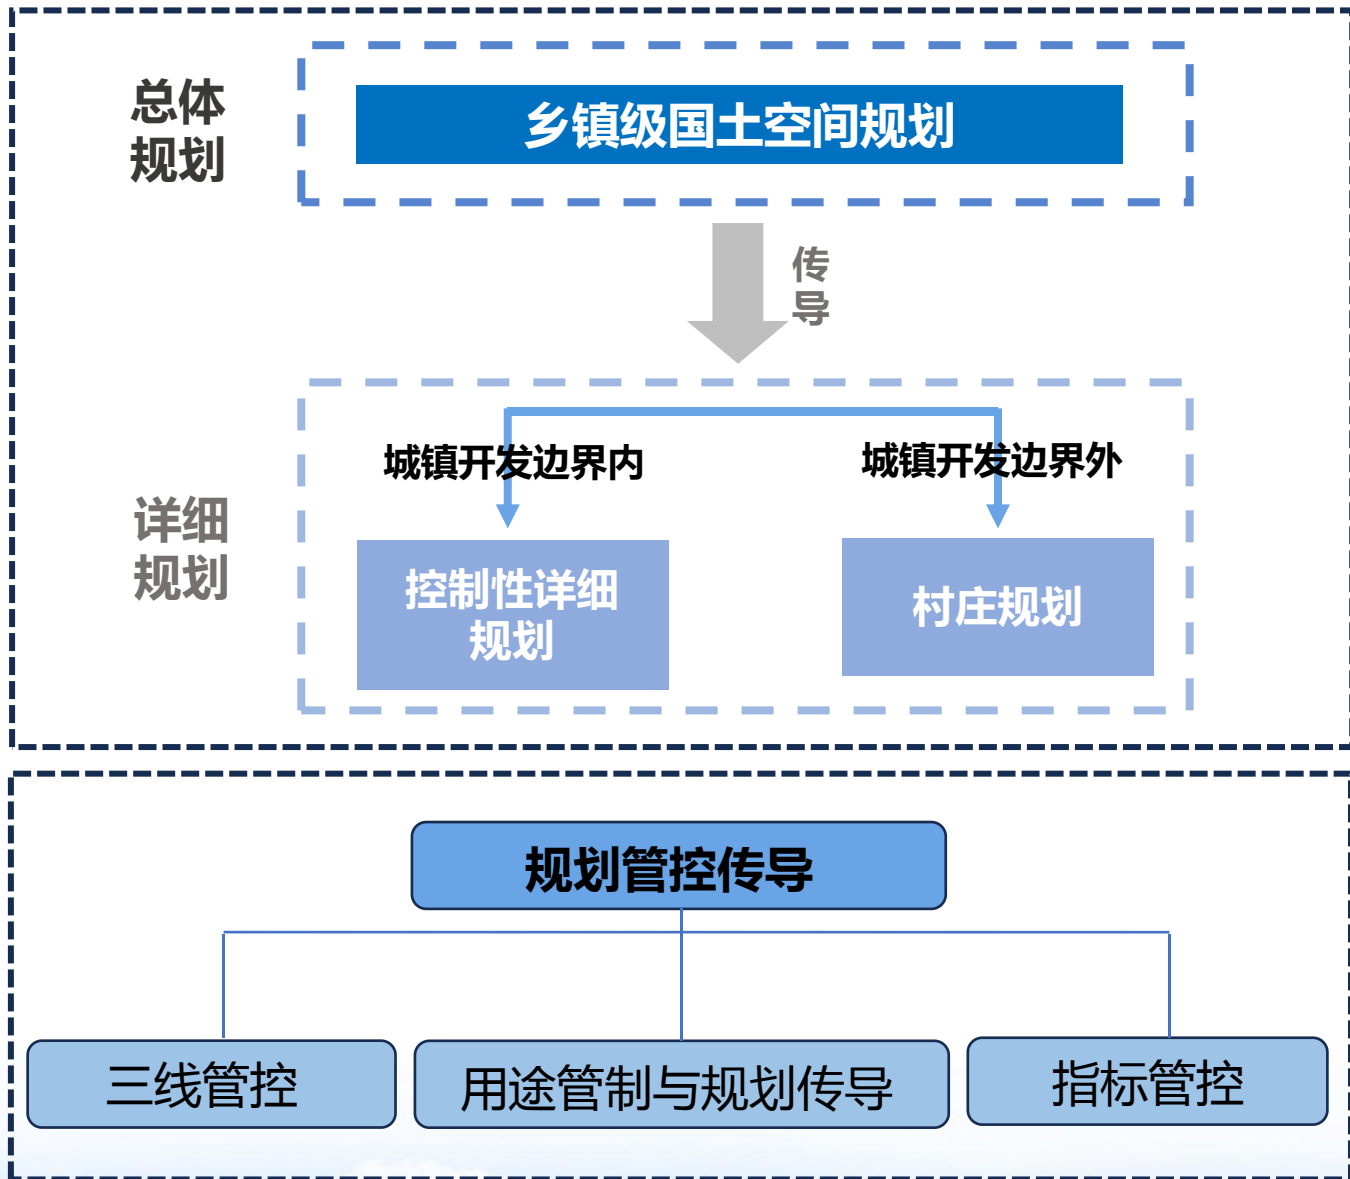 总体
规划
乡镇级国土空间规划
传
导
城镇开发边界内
城镇开发边界外
详细
规划
控制性详细
规划
村庄规划
规划管控传导
三线管控
用途管制与规划传导
指标管控